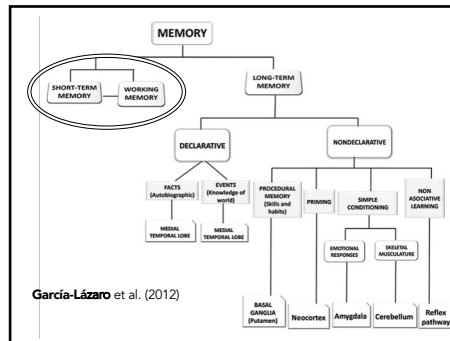 MEMORY
SHORT-TERM
MEMORY
WORKING
MEMORY
LONG-TERM
MEMORY
DECLARATIVE
NONDECLARATIVE
FACTS
(Autobiographic)
EVENTS
(Knowledge of
world)
PROCEDURAL
MEMORY
(Skills and
habits)
PRIMING
SIMPLE
CONDITIONING
NON
ASOCIATIVE
LEARNING
MEDIAL
TEMPORAL LOBE
MEDIAL
TEMPORAL LOBE
EMOTIONAL
RESPONSES
SKELETAL
MUSCULATURE
BASAL
GANGLIA
(Putamen)
Neocortex
Amygdala
Cerebellum
Reflex
pathway
García-Lázaro et al. (2012)